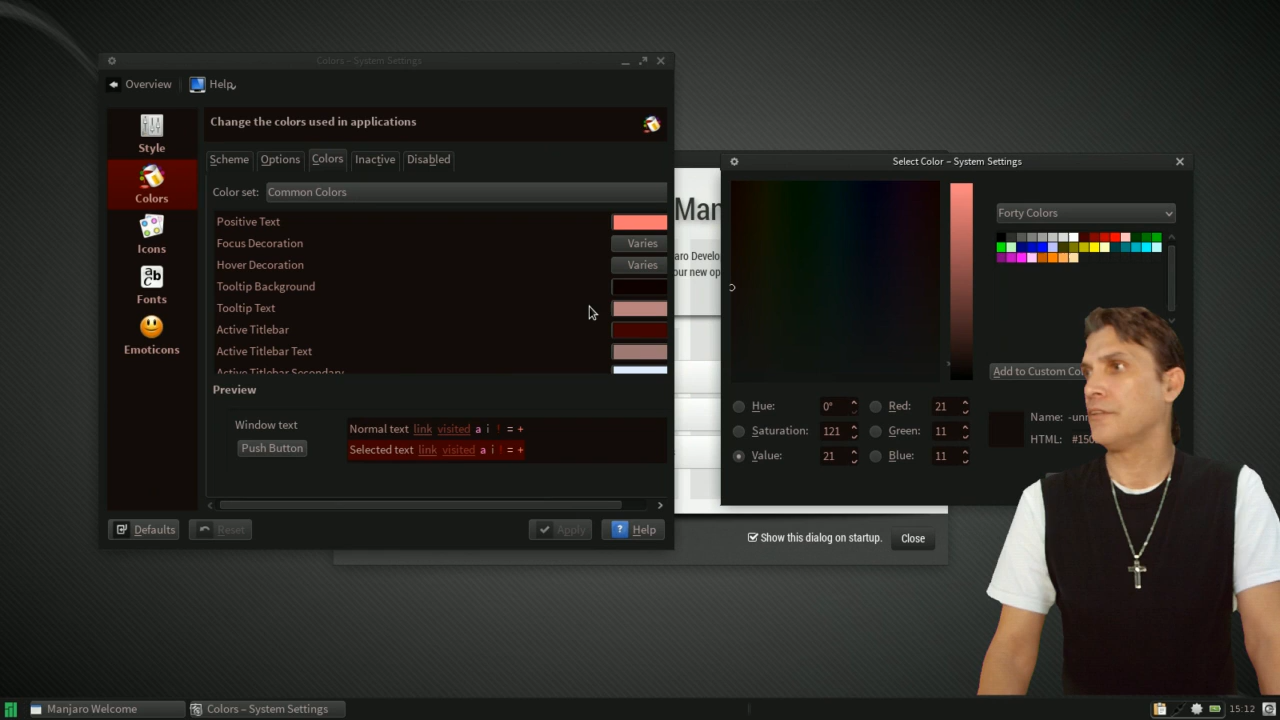 Colors – System Settings
Overview
Help
Style
Colors
Icons
abc
Fonts
Emoticons
Change the colors used in applications
Scheme
Options
Colors
Inactive
Disabled
Color set:
Common Colors
Positive Text
Focus Decoration
Varies
Hover Decoration
Varies
Tooltip Background
Tooltip Text
Active Titlebar
Active Titlebar Text
Active Titlebar Secondary
Preview
Window text
Push Button
Normal text link visited a i ! = +
Selected text link visited a i ! = +
Defaults
Reset
Apply
Help
Select Color – System Settings
Forty Colors
Add to Custom
Hue: 0°
Red: 21
Saturation: 121
Green: 11
Value: 21
Blue: 11
Name:
HTML:
Show this dialog on startup.
Close
Manjaro Welcome
Colors – System Settings
15:12